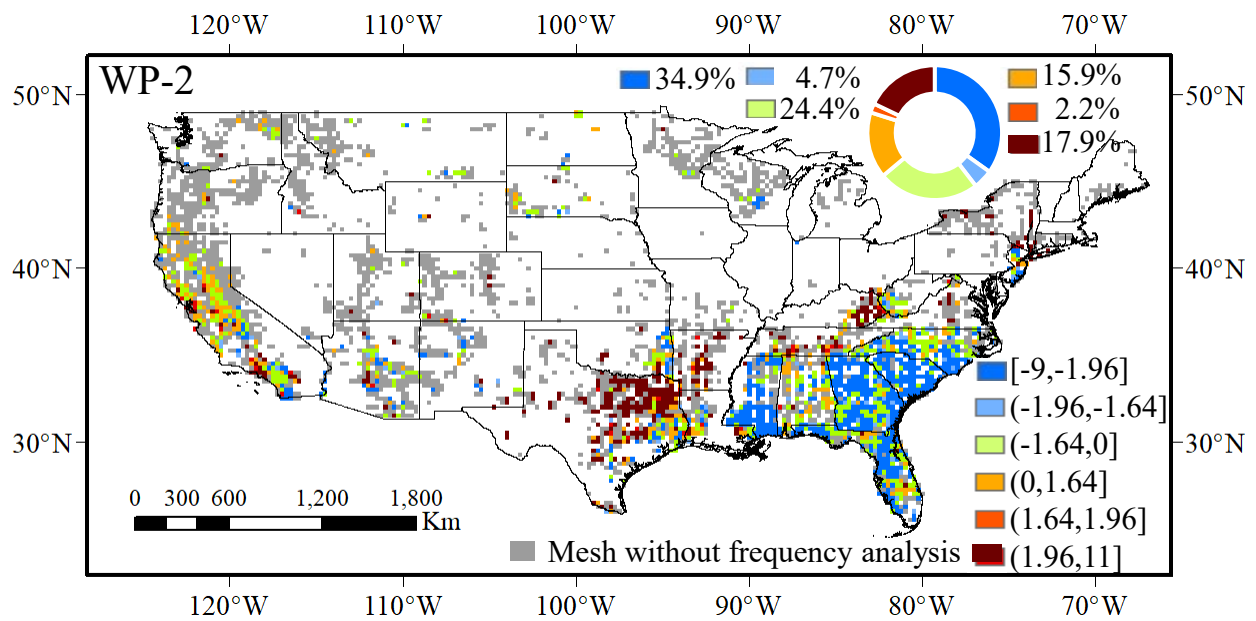 120°W 110°W 100°W 90°W 80°W 70°W
WP-2
34.9% 4.7% 15.9%
24.4% 2.2%
17.9%
50°N 50°N
40°N 40°N
30°N 30°N
[-9,-1.96]
(-1.96,-1.64]
(-1.64,0]
(0,1.64]
(1.64,1.96]
(1.96,11]
0 300 600 1,200 1,800
Km
Mesh without frequency analysis
120°W 110°W 100°W 90°W 80°W 70°W